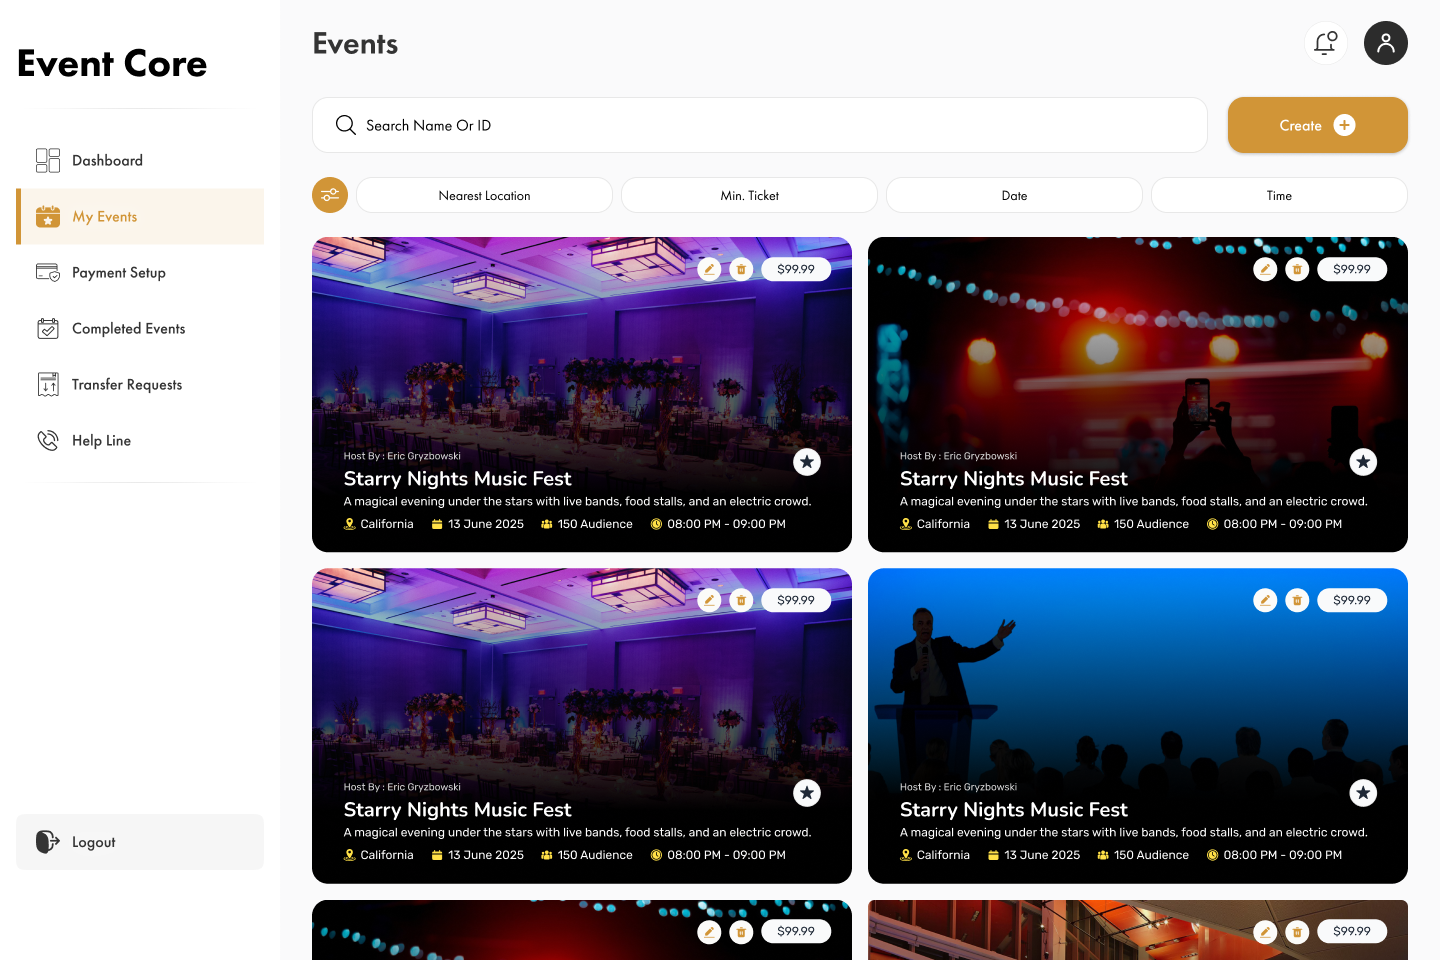 Event Core
Dashboard
My Events
Payment Setup
Completed Events
Transfer Requests
Help Line
Logout
Events
Search Name Or ID
Create
Nearest Location
Min. Ticket
Date
Time
$99.99
Host By : Eric Gryzbowski
Starry Nights Music Fest
A magical evening under the stars with live bands, food stalls, and an electric crowd.
California 13 June 2025 150 Audience 08:00 PM - 09:00 PM
$99.99
Host By : Eric Gryzbowski
Starry Nights Music Fest
A magical evening under the stars with live bands, food stalls, and an electric crowd.
California 13 June 2025 150 Audience 08:00 PM - 09:00 PM
$99.99
Host By : Eric Gryzbowski
Starry Nights Music Fest
A magical evening under the stars with live bands, food stalls, and an electric crowd.
California 13 June 2025 150 Audience 08:00 PM - 09:00 PM
$99.99
Host By : Eric Gryzbowski
Starry Nights Music Fest
A magical evening under the stars with live bands, food stalls, and an electric crowd.
California 13 June 2025 150 Audience 08:00 PM - 09:00 PM
$99.99
$99.99